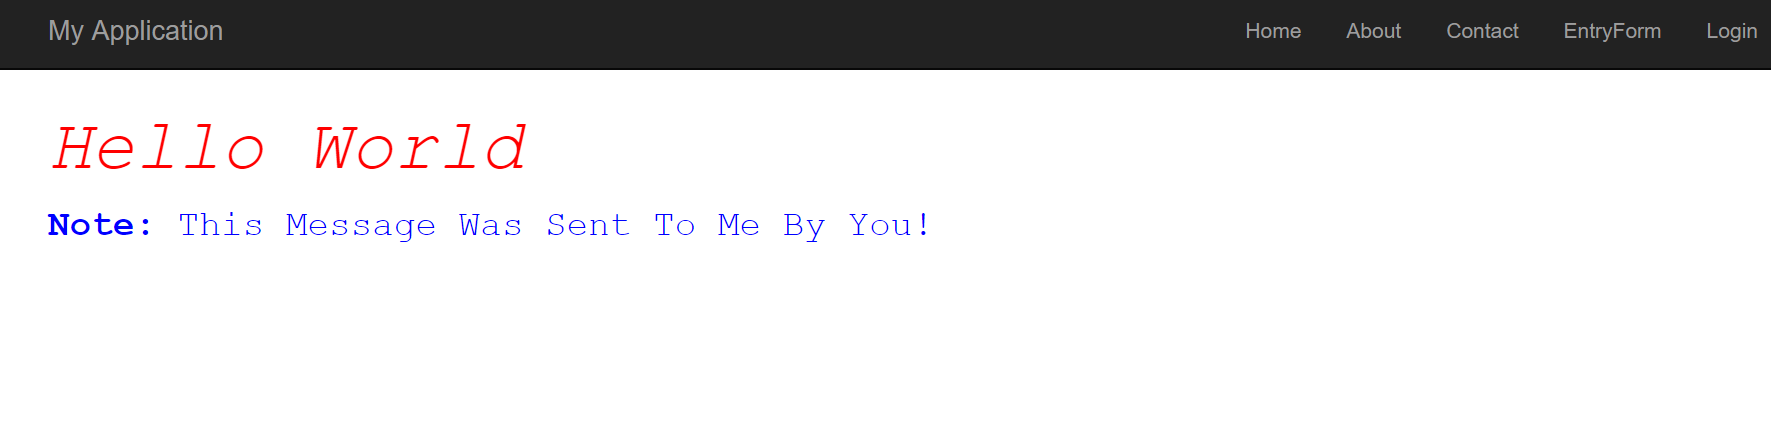 My Application Home About Contact EntryForm Login
Hello World
Note: This Message Was Sent To Me By You!